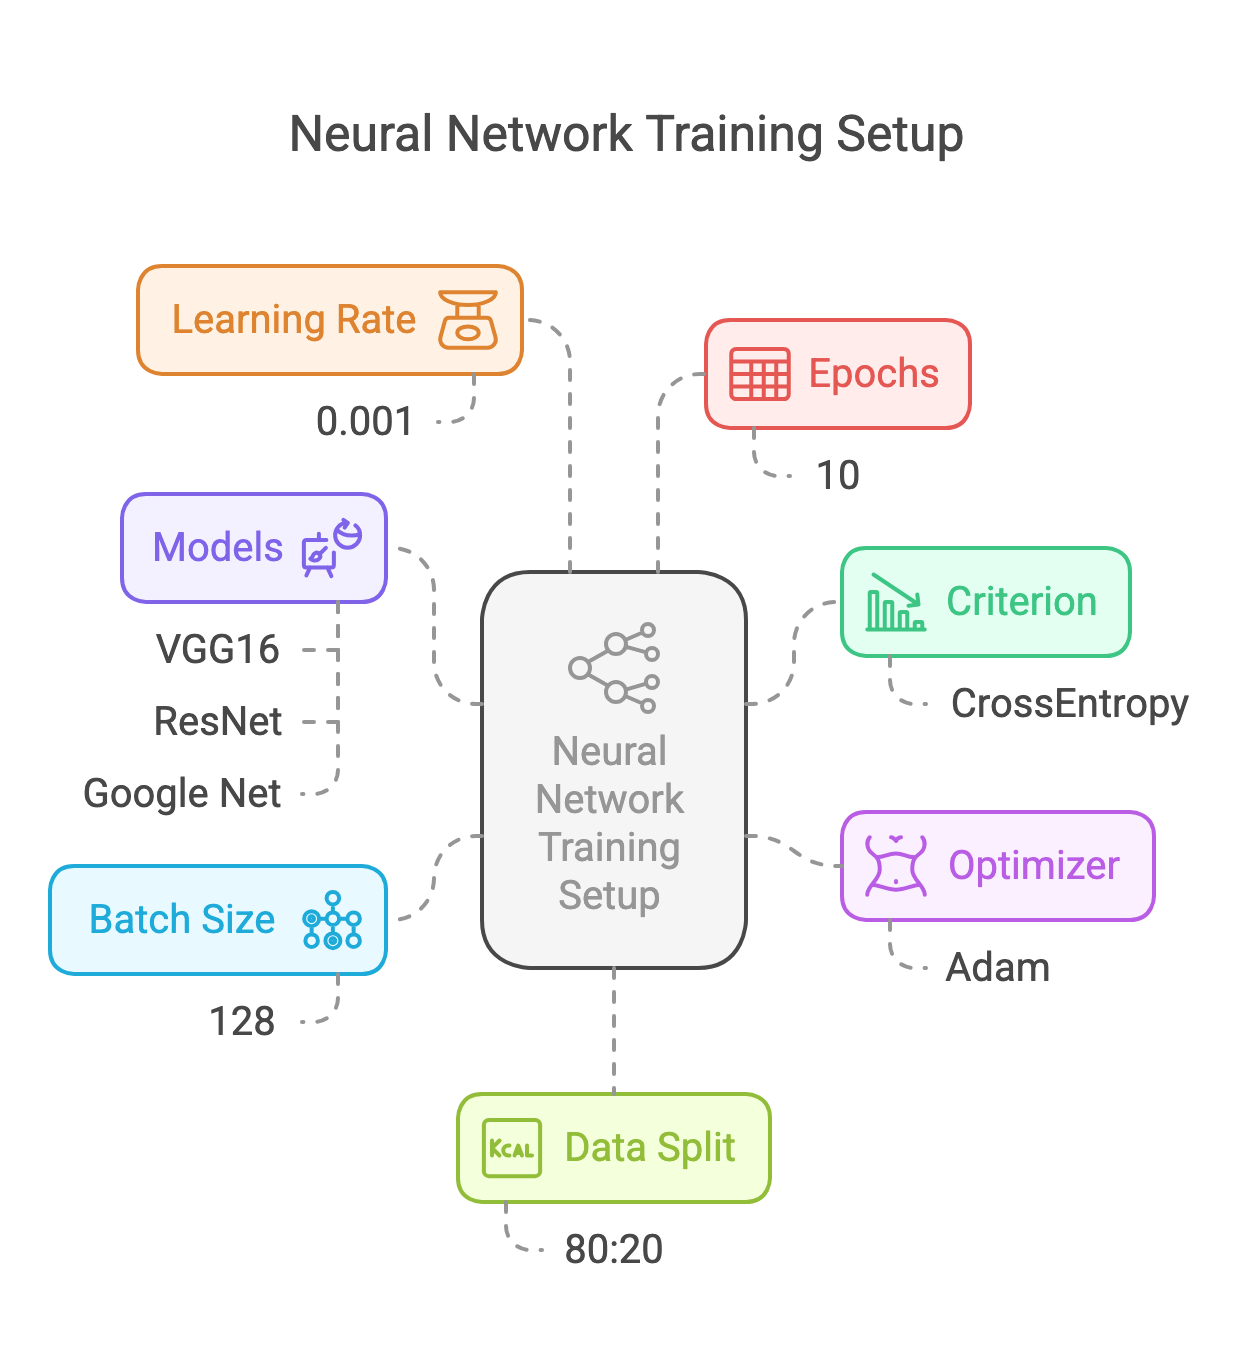 Neural Network Training Setup
Learning Rate
0.001
Epochs
10
Models
VGG16
ResNet
Google Net
Criterion
CrossEntropy
Neural
Network
Training
Setup
Batch Size
128
Optimizer
Adam
KCAL
Data Split
80:20